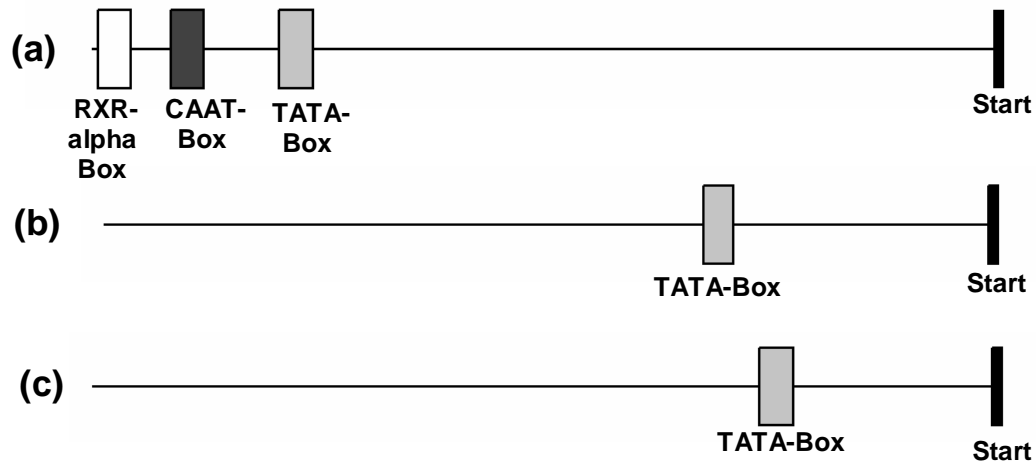 (a)
RXR-
alpha
Box
CAAT-
Box
TATA-
Box
Start
(b)
TATA-Box
Start
(c)
TATA-Box
Start